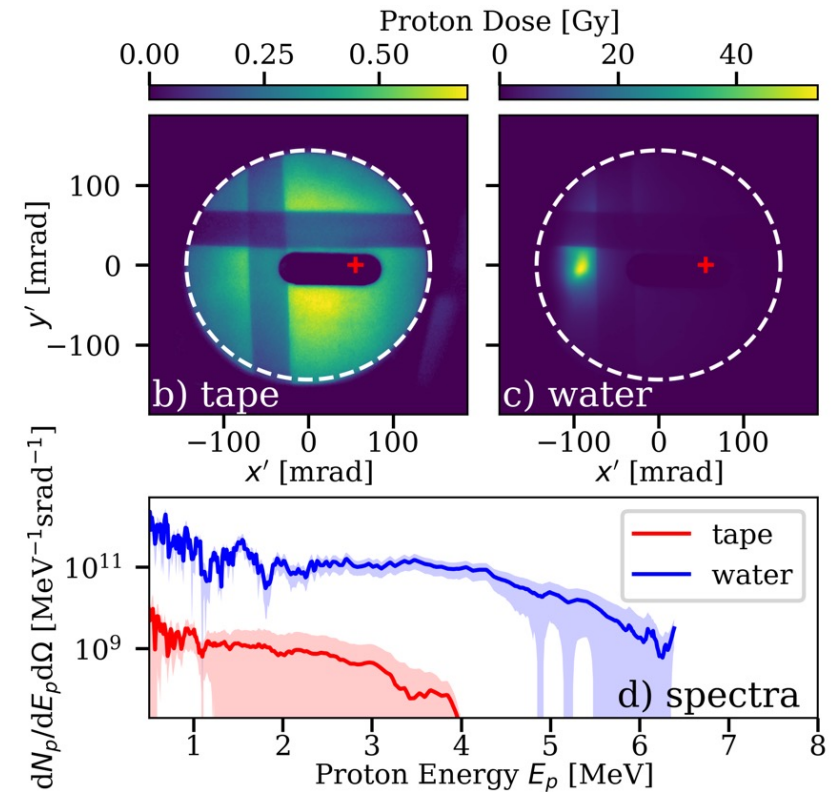 Proton Dose [Gy]
0.00 0.25 0.50 0 20 40
100
0
−100
y′ [mrad]
b) tape
c) water
−100 0 100 −100 0 100
x′ [mrad] x′ [mrad]
10¹¹
10⁹
dNₚ/dEₚdΩ [MeV⁻¹srad⁻¹]
tape
water
d) spectra
1 2 3 4 5 6 7 8
Proton Energy Eₚ [MeV]